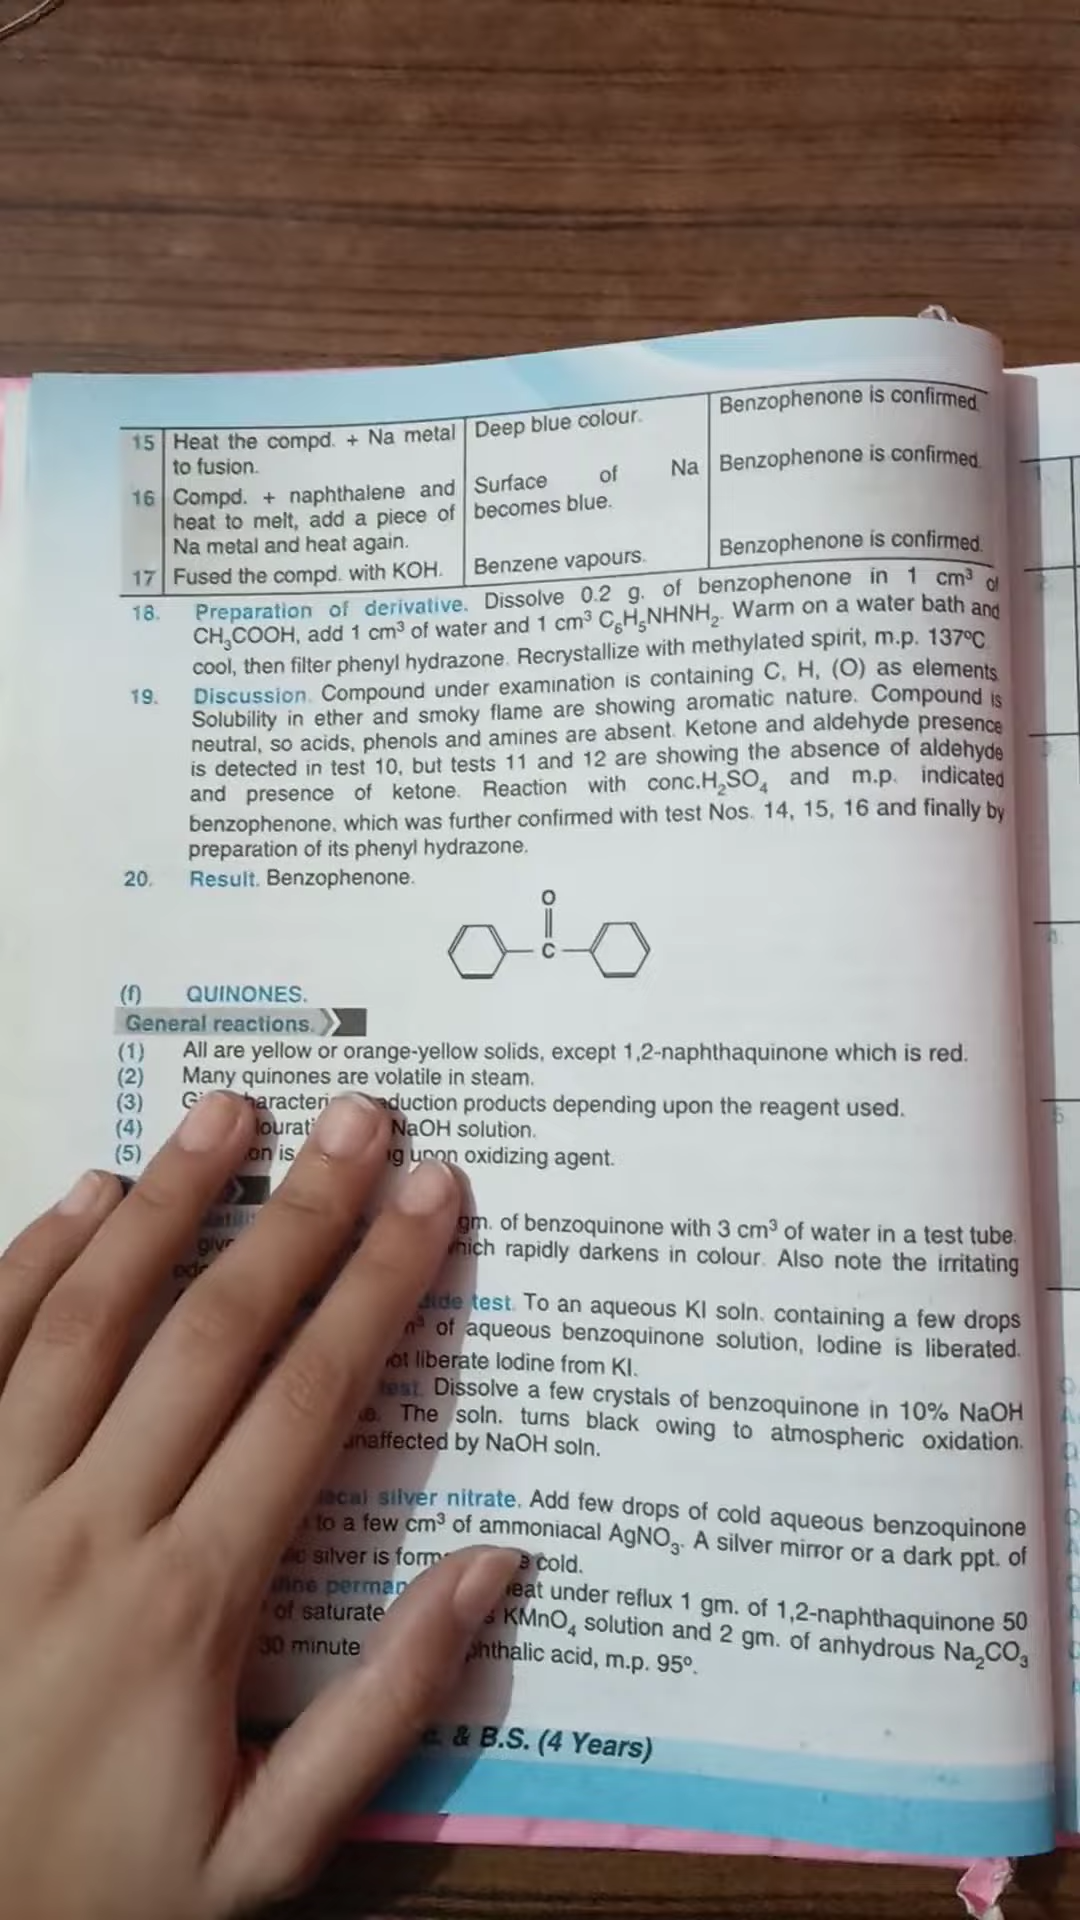 15 Heat the compd. + Na metal Deep blue colour. Benzophenone is confirmed.
to fusion.
16 Compd. + naphthalene and Surface of Na Benzophenone is confirmed.
heat to melt, add a piece of becomes blue.
Na metal and heat again.
17 Fused the compd. with KOH. Benzene vapours. Benzophenone is confirmed.
18. Preparation of derivative. Dissolve 0.2 g. of benzophenone in 1 cm³ of
CH₃COOH, add 1 cm³ of water and 1 cm³ C₆H₅NHNH₂. Warm on a water bath and
cool, then filter phenyl hydrazone. Recrystallize with methylated spirit, m.p. 137ºC.
19. Discussion. Compound under examination is containing C, H, (O) as elements.
Solubility in ether and smoky flame are showing aromatic nature. Compound is
neutral, so acids, phenols and amines are absent. Ketone and aldehyde presence
is detected in test 10, but tests 11 and 12 are showing the absence of aldehyde
and presence of ketone. Reaction with conc.H₂SO₄ and m.p. indicated
benzophenone, which was further confirmed with test Nos. 14, 15, 16 and finally by
preparation of its phenyl hydrazone.
20. Result. Benzophenone.
O
C
(f) QUINONES.
General reactions.
(1) All are yellow or orange-yellow solids, except 1,2-naphthaquinone which is red.
(2) Many quinones are volatile in steam.
(3) products depending upon the reagent used.
(4) NaOH solution.
(5) is upon oxidizing agent.
gm. of benzoquinone with 3 cm³ of water in a test tube.
which rapidly darkens in colour. Also note the irritating
test. To an aqueous KI soln. containing a few drops
of aqueous benzoquinone solution, Iodine is liberated.
liberate Iodine from KI.
test. Dissolve a few crystals of benzoquinone in 10% NaOH
The soln. turns black owing to atmospheric oxidation.
unaffected by NaOH soln.
silver nitrate. Add few drops of cold aqueous benzoquinone
to a few cm³ of ammoniacal AgNO₃. A silver mirror or a dark ppt. of
silver is cold.
under reflux 1 gm. of 1,2-naphthaquinone 50
of KMnO₄ solution and 2 gm. of anhydrous Na₂CO₃
30 phthalic acid, m.p. 95º.
& B.S. (4 Years)